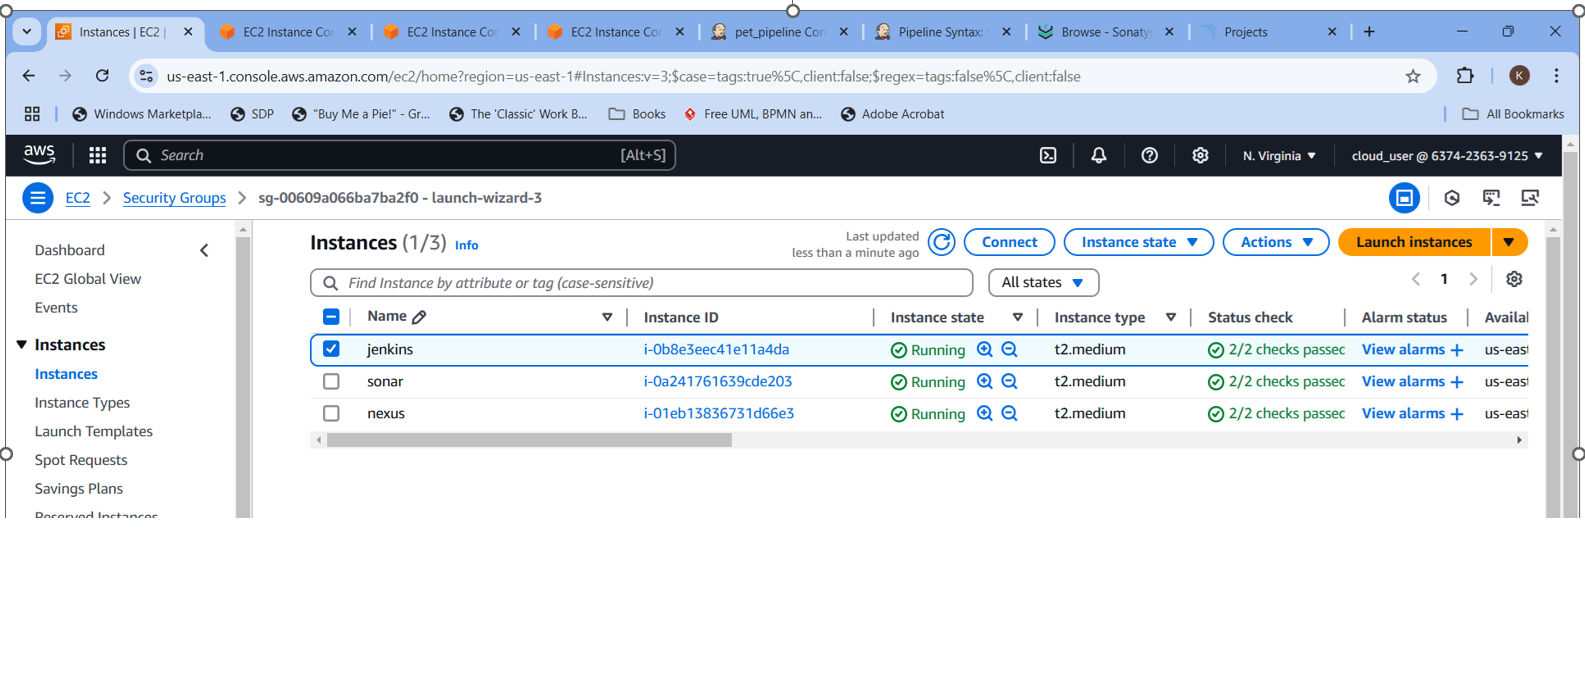 Instances | EC2 |
EC2 Instance Con
EC2 Instance Con
EC2 Instance Con
pet_pipeline Con
Pipeline Syntax:
Browse - Sonaty
Projects
us-east-1.console.aws.amazon.com/ec2/home?region=us-east-1#Instances:v=3;$case=tags:true%5C,client:false;$regex=tags:false%5C,client:false
K
Windows Marketpla...
SDP
"Buy Me a Pie!" - Gr...
The 'Classic' Work B...
Books
Free UML, BPMN an...
Adobe Acrobat
All Bookmarks
aws
Search
[Alt+S]
N. Virginia
cloud_user @ 6374-2363-9125
EC2
Security Groups
sg-00609a066ba7ba2f0 - launch-wizard-3
Dashboard
EC2 Global View
Events
Instances
Instances
Instance Types
Launch Templates
Spot Requests
Savings Plans
Reserved Instances
Instances (1/3) Info
Last updated
less than a minute ago
Connect
Instance state
Actions
Launch instances
Find Instance by attribute or tag (case-sensitive)
All states
1
Name Instance ID Instance state Instance type Status check Alarm status Availal
jenkins i-0b8e3eec41e11a4da Running t2.medium 2/2 checks passed View alarms + us-east
sonar i-0a241761639cde203 Running t2.medium 2/2 checks passed View alarms + us-east
nexus i-01eb13836731d66e3 Running t2.medium 2/2 checks passed View alarms + us-east